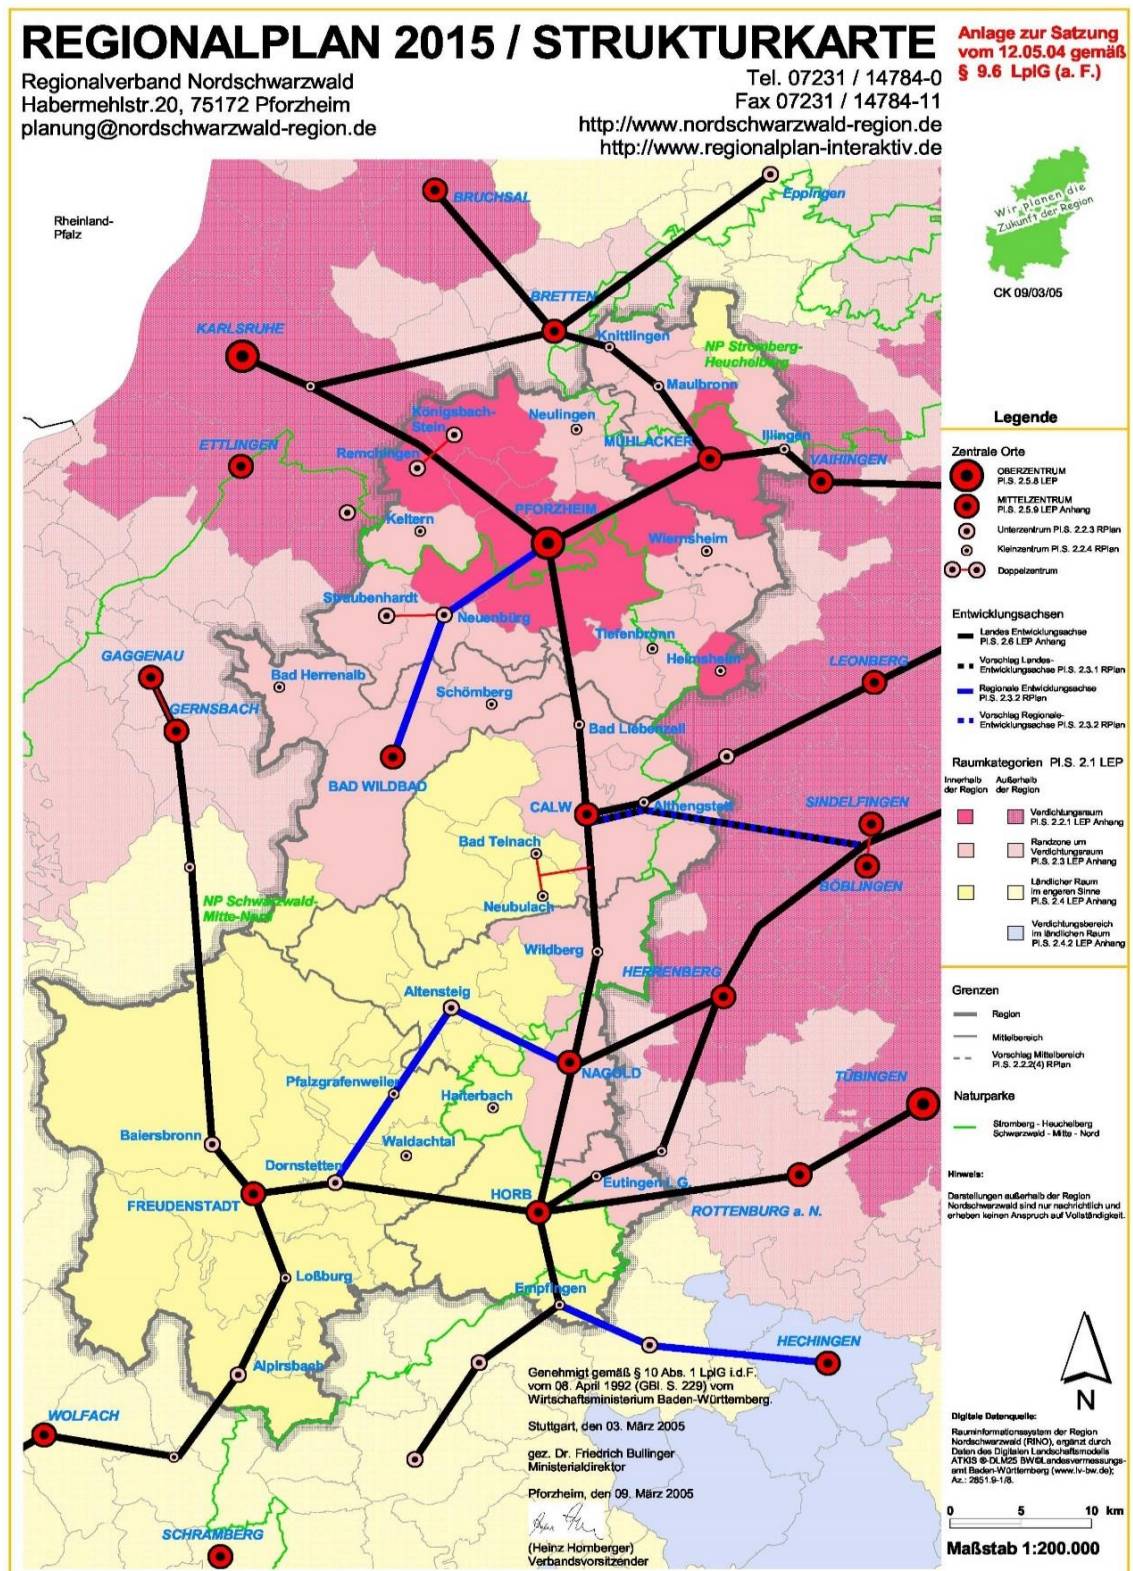 REGIONALPLAN 2015 / STRUKTURKARTE
Regionalverband Nordschwarzwald
Habermehlstr.20, 75172 Pforzheim
planung@nordschwarzwald-region.de
Tel. 07231 / 14784-0
Fax 07231 / 14784-11
http://www.nordschwarzwald-region.de
http://www.regionalplan-interaktiv.de
Anlage zur Satzung
vom 12.05.04 gemäß
§ 9.6 LplG (a. F.)
Wir planen die
Zukunft der Region
CK 09/03/05
Rheinland-
Pfalz
BRUCHSAL
Eppingen
BRETTEN
KARLSRUHE
Knittlingen
NP Stromberg-
Heuchelberg
Maulbronn
Königsbach-
Stein
Neulingen
ETTLINGEN
Remchingen
MÜHLACKER
Illingen
VAIHINGEN
PFORZHEIM
Keltern
Wiernsheim
Straubenhardt
Neuenbürg
Tiefenbronn
Heimsheim
LEONBERG
GAGGENAU
Bad Herrenalb
Schömberg
GERNSBACH
Bad Liebenzell
BAD WILDBAD
CALW
Althengstett
SINDELFINGEN
Bad Teinach
BÖBLINGEN
NP Schwarzwald-
Mitte-Nord
Neubulach
Wildberg
HERRENBERG
Altensteig
NAGOLD
TÜBINGEN
Pfalzgrafenweiler
Haiterbach
Baiersbronn
Waldachtal
Dornstetten
HORB
Eutingen i. G.
FREUDENSTADT
ROTTENBURG a. N.
Loßburg
Empfingen
HECHINGEN
Alpirsbach
WOLFACH
SCHRAMBERG
Genehmigt gemäß § 10 Abs. 1 LplG i.d.F.
vom 08. April 1992 (GBl. S. 229) vom
Wirtschaftsministerium Baden-Württemberg.
Stuttgart, den 03. März 2005
gez. Dr. Friedrich Bullinger
Ministerialdirektor
Pforzheim, den 09. März 2005
(Heinz Hornberger)
Verbandsvorsitzender
Legende
Zentrale Orte
OBERZENTRUM
Pl.S. 2.5.8 LEP
MITTELZENTRUM
Pl.S. 2.5.9 LEP Anhang
Unterzentrum Pl.S. 2.2.3 RPlan
Kleinzentrum Pl.S. 2.2.4 RPlan
Doppelzentrum
Entwicklungsachsen
Landes Entwicklungsachse
Pl.S. 2.6 LEP Anhang
Vorschlag Landes-
Entwicklungsachse Pl.S. 2.3.1 RPlan
Regionale Entwicklungsachse
Pl.S. 2.3.2 RPlan
Vorschlag Regionale-
Entwicklungsachse Pl.S. 2.3.2 RPlan
Raumkategorien Pl.S. 2.1 LEP
Innerhalb
der Region
Außerhalb
der Region
Verdichtungsraum
Pl.S. 2.2.1 LEP Anhang
Randzone um
Verdichtungsraum
Pl.S. 2.3 LEP Anhang
Ländlicher Raum
im engeren Sinne
Pl.S. 2.4 LEP Anhang
Verdichtungsbereich
im ländlichen Raum
Pl.S. 2.4.2 LEP Anhang
Grenzen
Region
Mittelbereich
Vorschlag Mittelbereich
Pl.S. 2.2.2(4) RPlan
Naturparke
Stromberg - Heuchelberg
Schwarzwald - Mitte - Nord
Hinweis:
Darstellungen außerhalb der Region
Nordschwarzwald sind nur nachrichtlich und
erheben keinen Anspruch auf Vollständigkeit.
N
Digitale Datenquelle:
Rauminformationssystem der Region
Nordschwarzwald (RINO), ergänzt durch
Daten des Digitalen Landschaftsmodells
ATKIS ®-DLM25 BW©Landesvermessungs-
amt Baden-Württemberg (www.lv-bw.de);
Az.: 2851.9-1/8.
0 5 10 km
Maßstab 1:200.000